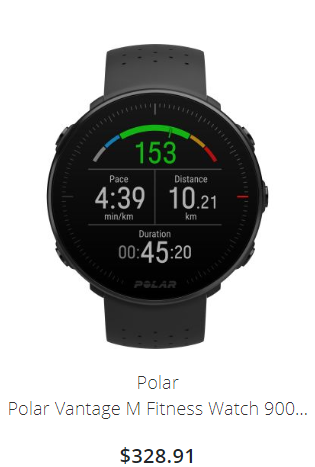 153
Pace Distance
4:39 10.21
min/km km
Duration
00:45:20
POLAR
Polar
Polar Vantage M Fitness Watch 900...
$328.91